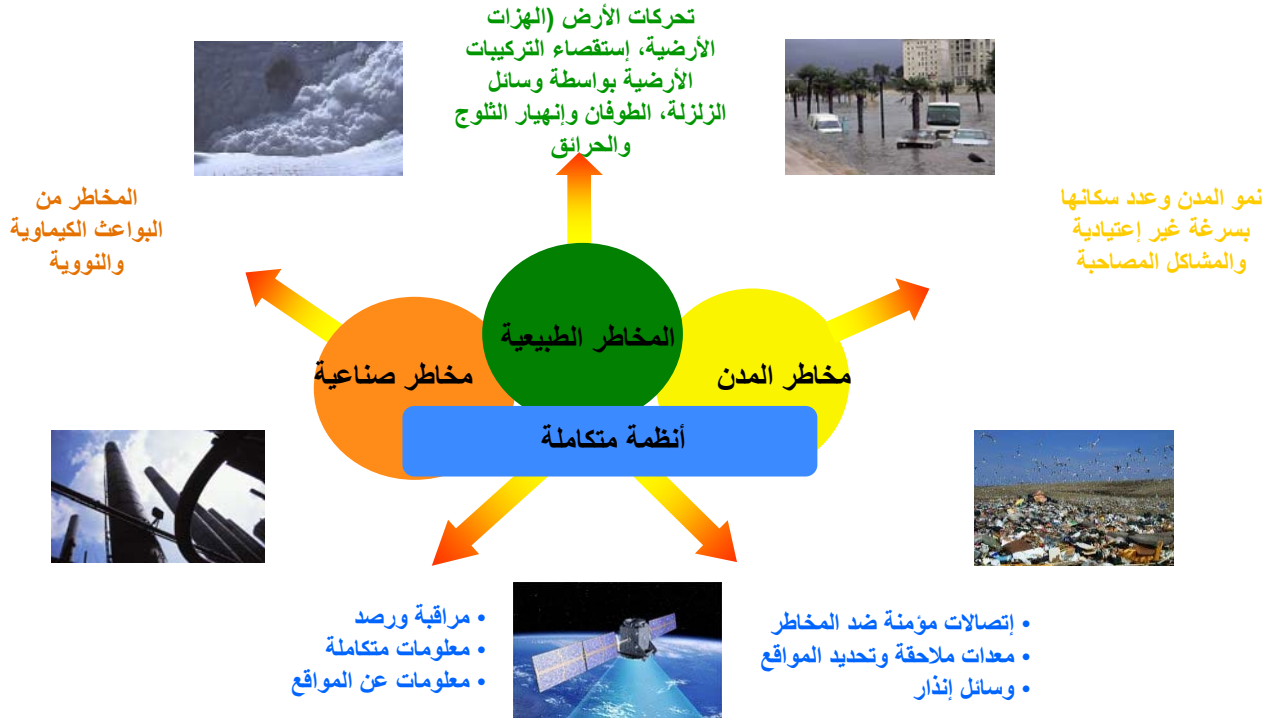 تحركات الأرض (الهزات
الأرضية، إستقصاء التركيبات
الأرضية بواسطة وسائل
الزلزلة، الطوفان وإنهيار الثلوج
والحرائق
نمو المدن وعدد سكانها
بسرغة غير إعتيادية
والمشاكل المصاحبة
المخاطر من
البواعث الكيماوية
والنووية
المخاطر الطبيعية
مخاطر المدن
مخاطر صناعية
أنظمة متكاملة
• إتصالات مؤمنة ضد المخاطر
• معدات ملاحقة وتحديد المواقع
• وسائل إنذار
• مراقبة ورصد
• معلومات متكاملة
• معلومات عن المواقع